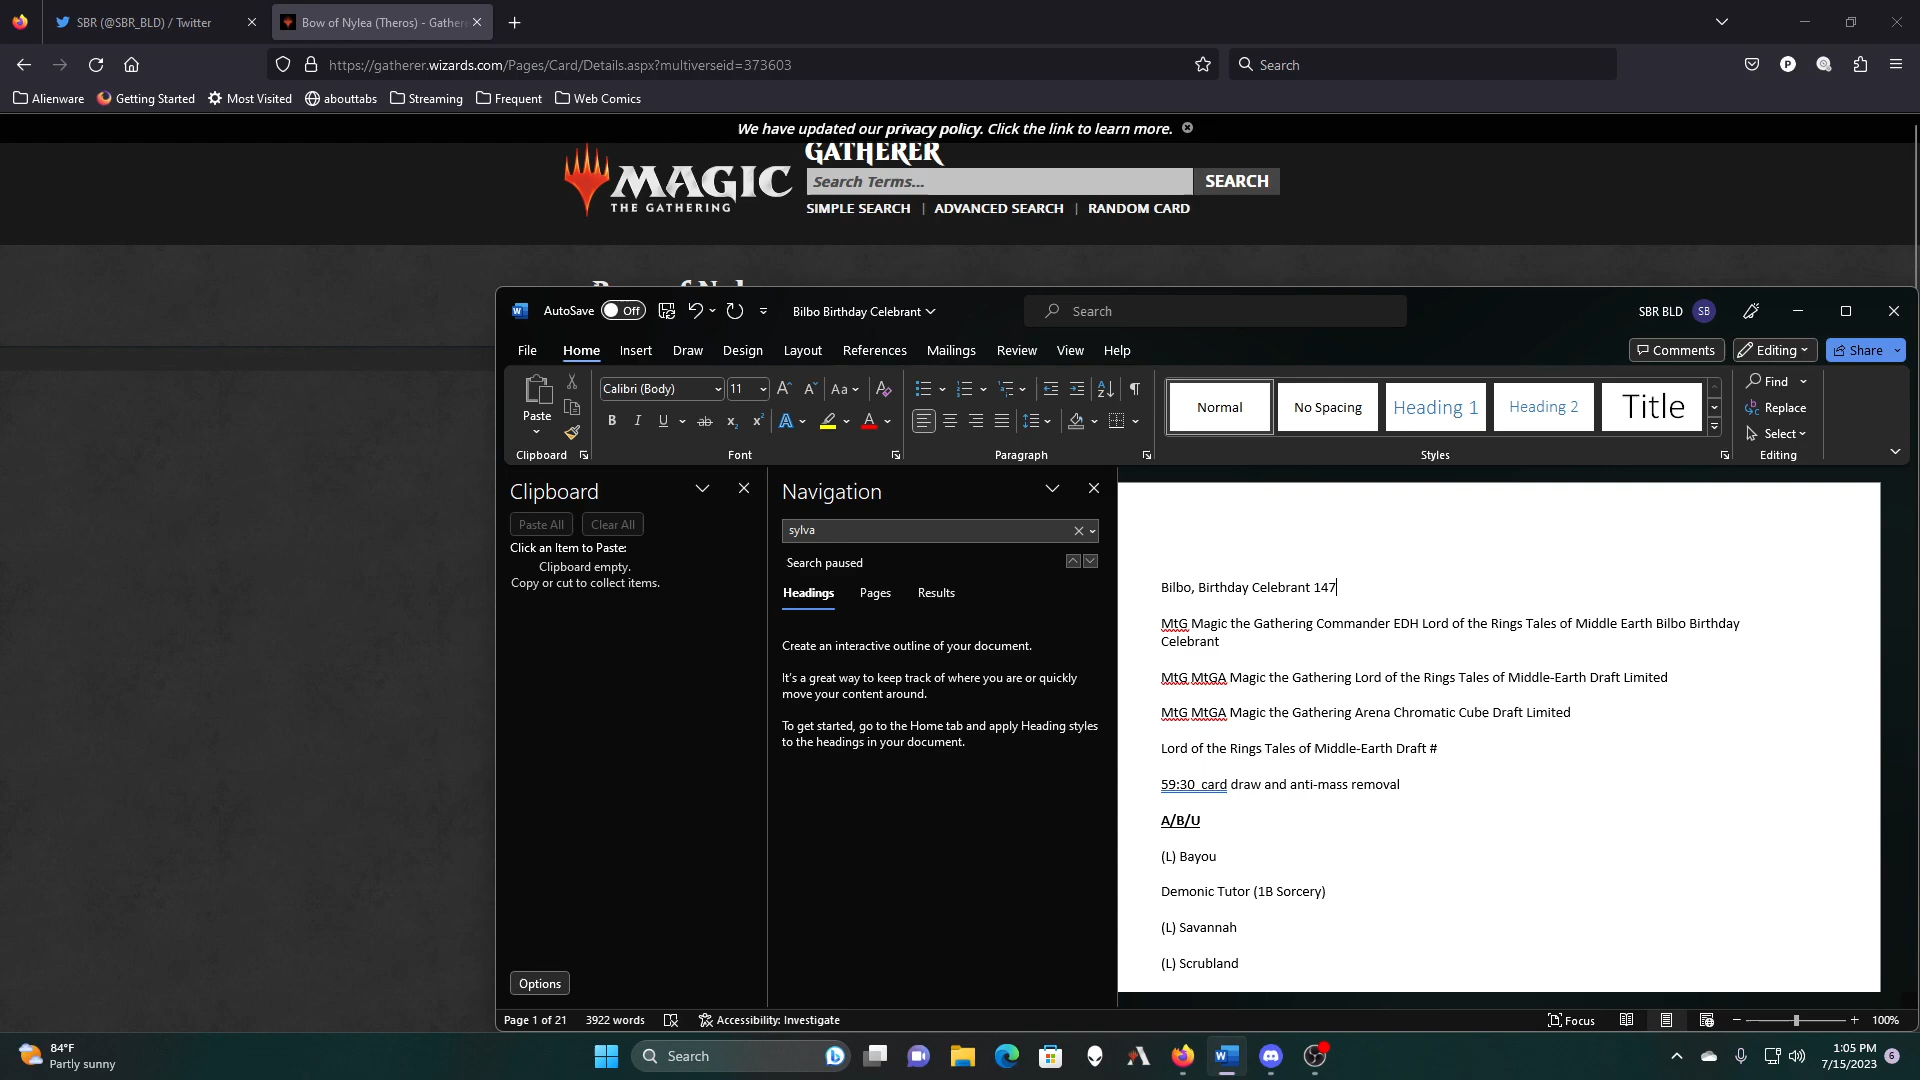 SBR (@SBR_BLD) / Twitter
Bow of Nylea (Theros) - Gather
https://gatherer.wizards.com/Pages/Card/Details.aspx?multiverseid=373603
Search
Alienware Getting Started Most Visited abouttabs Streaming Frequent Web Comics
We have updated our privacy policy. Click the link to learn more.
MAGIC
THE GATHERING
GATHERER
Search Terms... SEARCH
SIMPLE SEARCH | ADVANCED SEARCH | RANDOM CARD
AutoSave Off Bilbo Birthday Celebrant Search SBR BLD SB
File Home Insert Draw Design Layout References Mailings Review View Help Comments Editing Share
Paste
Calibri (Body) 11
Normal No Spacing Heading 1 Heading 2 Title
Find
Replace
Select
Clipboard Font Paragraph Styles Editing
Clipboard
Paste All Clear All
Click an Item to Paste:
Clipboard empty.
Copy or cut to collect items.
Options
Navigation
sylva
Search paused
Headings Pages Results
Create an interactive outline of your document.
It's a great way to keep track of where you are or quickly
move your content around.
To get started, go to the Home tab and apply Heading styles
to the headings in your document.
Bilbo, Birthday Celebrant 147
MtG Magic the Gathering Commander EDH Lord of the Rings Tales of Middle Earth Bilbo Birthday
Celebrant
MtG MtGA Magic the Gathering Lord of the Rings Tales of Middle-Earth Draft Limited
MtG MtGA Magic the Gathering Arena Chromatic Cube Draft Limited
Lord of the Rings Tales of Middle-Earth Draft #
59:30 card draw and anti-mass removal
A/B/U
(L) Bayou
Demonic Tutor (1B Sorcery)
(L) Savannah
(L) Scrubland
Page 1 of 21 3922 words Accessibility: Investigate Focus 100%
84°F
Partly sunny
Search
1:05 PM
7/15/2023
6